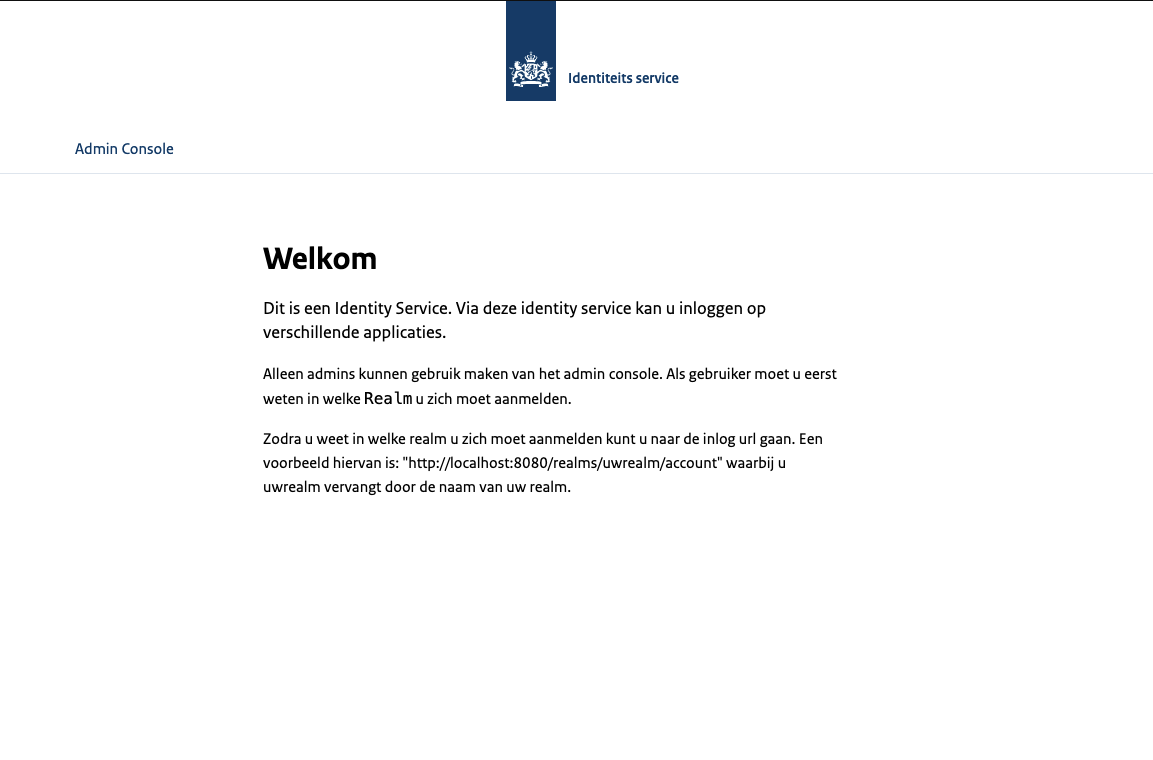 Identiteits service
Admin Console
Welkom
Dit is een Identity Service. Via deze identity service kan u inloggen op
verschillende applicaties.
Alleen admins kunnen gebruik maken van het admin console. Als gebruiker moet u eerst
weten in welke Realm u zich moet aanmelden.
Zodra u weet in welke realm u zich moet aanmelden kunt u naar de inlog url gaan. Een
voorbeeld hiervan is: "http://localhost:8080/realms/uwrealm/account" waarbij u
uwrealm vervangt door de naam van uw realm.